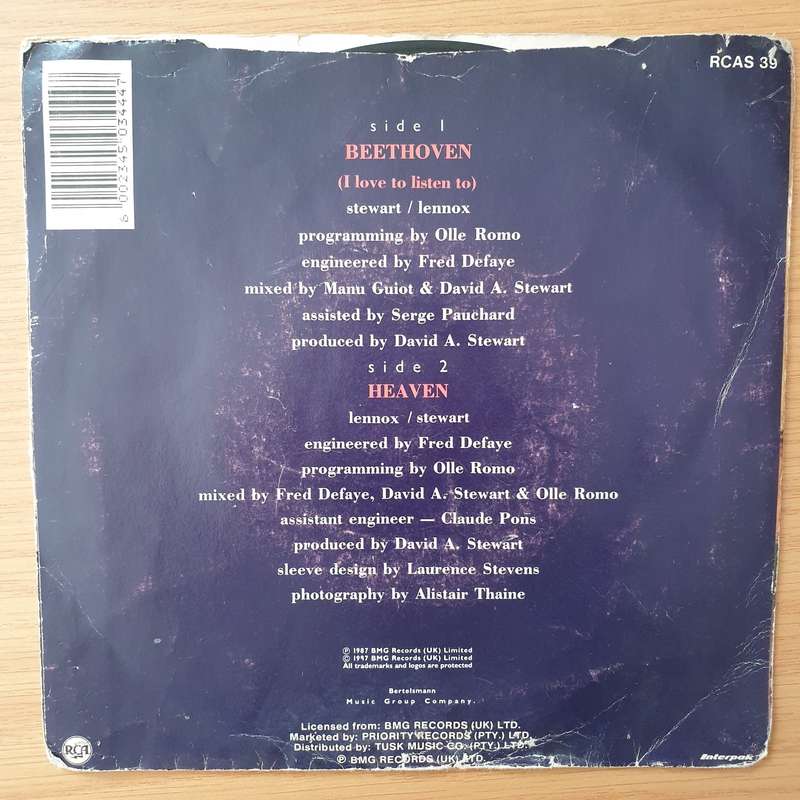 RCAS 39
6 002345 034447
side 1
BEETHOVEN
(I love to listen to)
stewart / lennox
programming by Olle Romo
engineered by Fred Defaye
mixed by Manu Guiot & David A. Stewart
assisted by Serge Pauchard
produced by David A. Stewart
side 2
HEAVEN
lennox / stewart
engineered by Fred Defaye
programming by Olle Romo
mixed by Fred Defaye, David A. Stewart & Olle Romo
assistant engineer — Claude Pons
produced by David A. Stewart
sleeve design by Laurence Stevens
photography by Alistair Thaine
℗ 1987 BMG Records (UK) Limited
© 1997 BMG Records (UK) Limited
All trademarks and logos are protected
Bertelsmann
Music Group Company.
Licensed from: BMG RECORDS (UK) LTD.
Marketed by: PRIORITY RECORDS (PTY.) LTD.
Distributed by: TUSK MUSIC CO. (PTY.) LTD.
℗ BMG RECORDS (UK) LTD.
RCA
Interpak